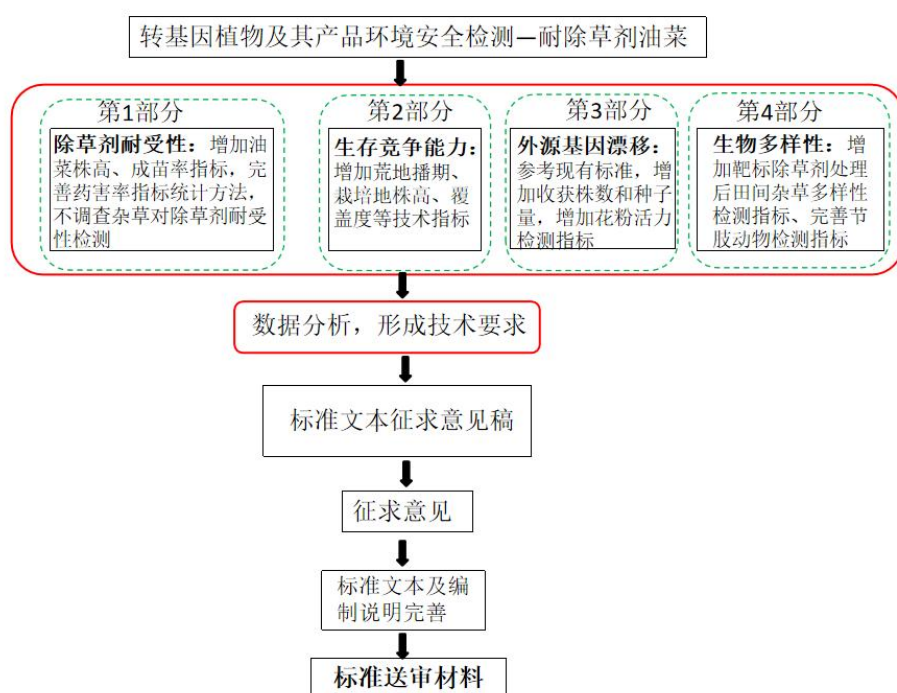 转基因植物及其产品环境安全检测—耐除草剂油菜
第1部分
除草剂耐受性：增加油
菜株高、成苗率指标，完
善药害率指标统计方法，
不调查杂草对除草剂耐受
性检测
第2部分
生存竞争能力：
增加荒地播期、
栽培地株高、覆
盖度等技术指标
第3部分
外源基因漂移：
参考现有标准，增
加收获株数和种子
量，增加花粉活力
检测指标
第4部分
生物多样性：增
加靶标除草剂处理
后田间杂草多样性
检测指标、完善节
肢动物检测指标
数据分析，形成技术要求
标准文本征求意见稿
征求意见
标准文本及编
制说明完善
标准送审材料